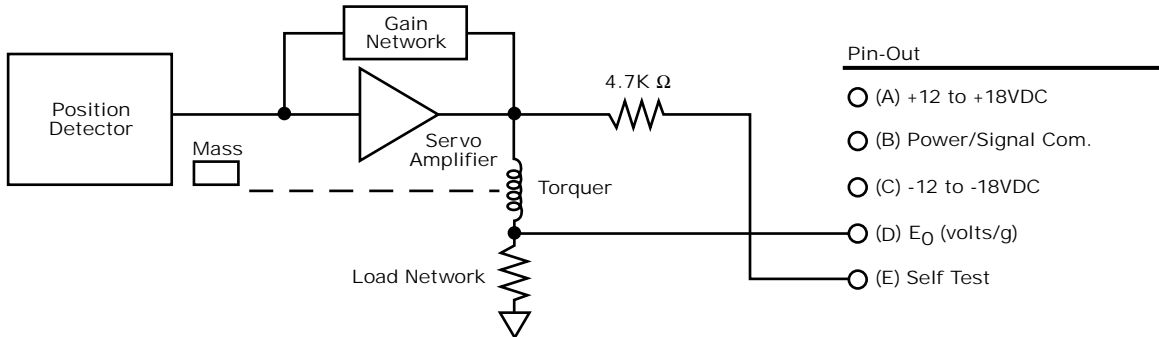 Gain
Network
Position
Detector
Mass
Servo
Amplifier
4.7K Ω
Torquer
Load Network
Pin-Out
(A) +12 to +18VDC
(B) Power/Signal Com.
(C) -12 to -18VDC
(D) E0 (volts/g)
(E) Self Test